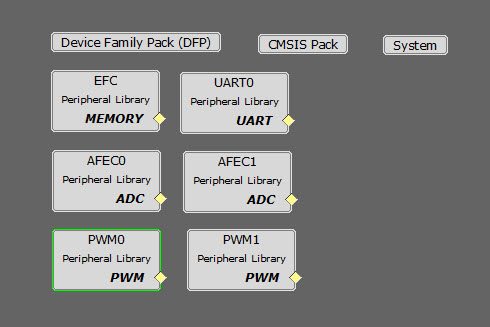 Device Family Pack (DFP)
CMSIS Pack
System
EFC
Peripheral Library
MEMORY
UART0
Peripheral Library
UART
AFEC0
Peripheral Library
ADC
AFEC1
Peripheral Library
ADC
PWM0
Peripheral Library
PWM
PWM1
Peripheral Library
PWM